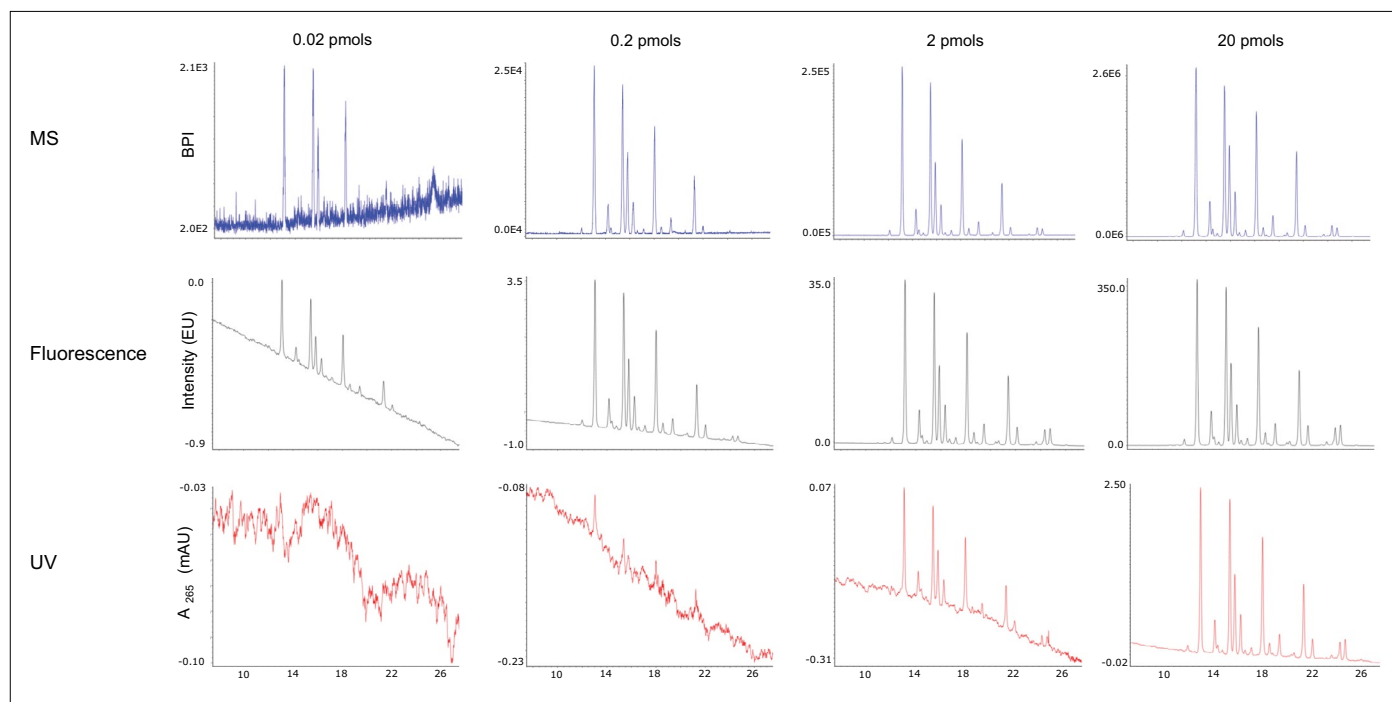 0.02 pmols 0.2 pmols 2 pmols 20 pmols
MS
BPI
2.1E3
2.0E2
2.5E4
0.0E4
2.5E5
0.0E5
2.6E6
0.0E6
Fluorescence
Intensity (EU)
0.0
-0.9
3.5
-1.0
35.0
0.0
350.0
0.0
UV
A 265 (mAU)
-0.03
-0.10
-0.08
-0.23
0.07
-0.31
2.50
-0.02
10 14 18 22 26
10 14 18 22 26
10 14 18 22 26
10 14 18 22 26